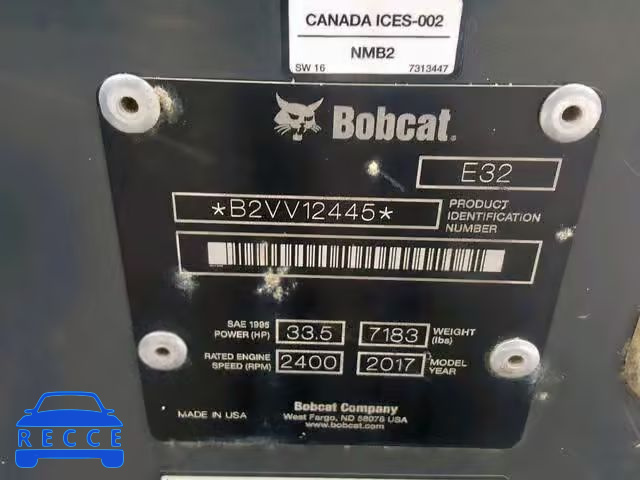 CANADA ICES-002
NMB2
SW 16 7313447
Bobcat.
E32
*B2VV12445*
PRODUCT
IDENTIFICATION
NUMBER
SAE 1995
POWER (HP) 33.5 7183 WEIGHT
(lbs)
RATED ENGINE
SPEED (RPM) 2400 2017 MODEL
YEAR
MADE IN USA
Bobcat Company
West Fargo, ND 58078 USA
www.bobcat.com
RECCE